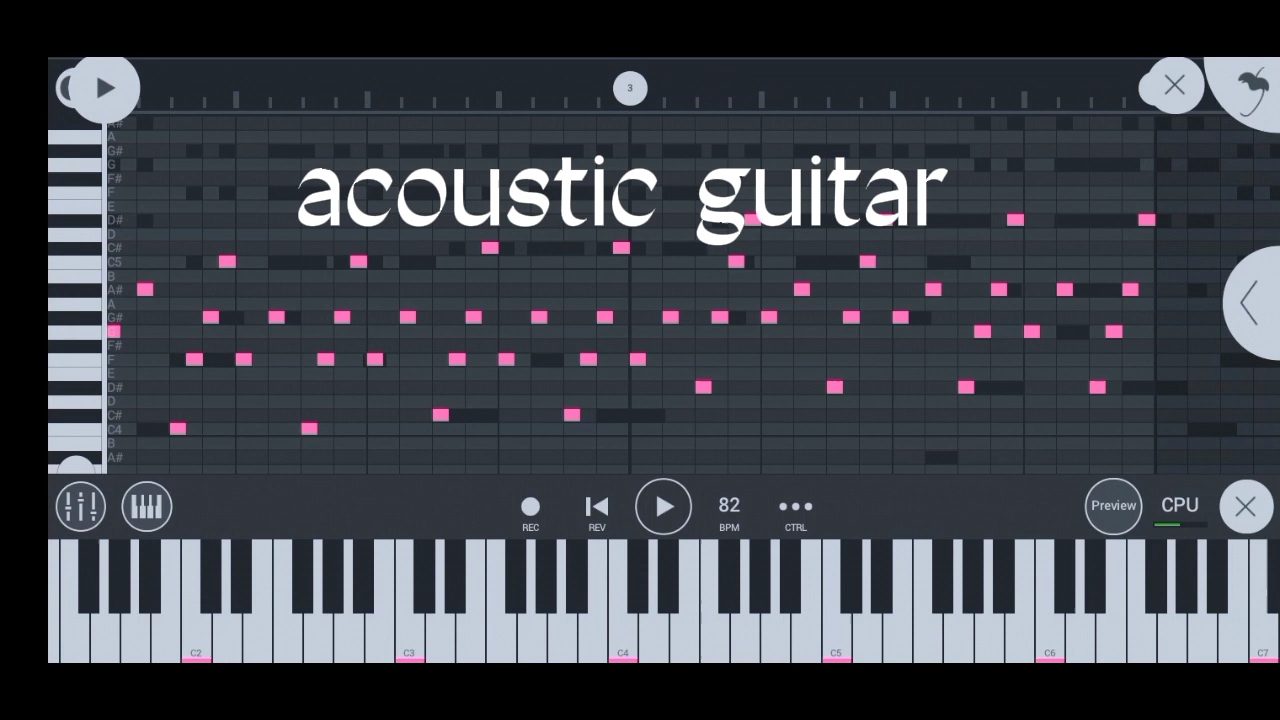 3
A#
A
G#
G
F#
F
E
D#
D
C#
C5
B
A#
A
G#
F#
F
E
D#
D
C#
C4
B
A#
acoustic guitar
REC
REV
82
BPM
CTRL
Preview
CPU
C2
C3
C4
C5
C6
C7